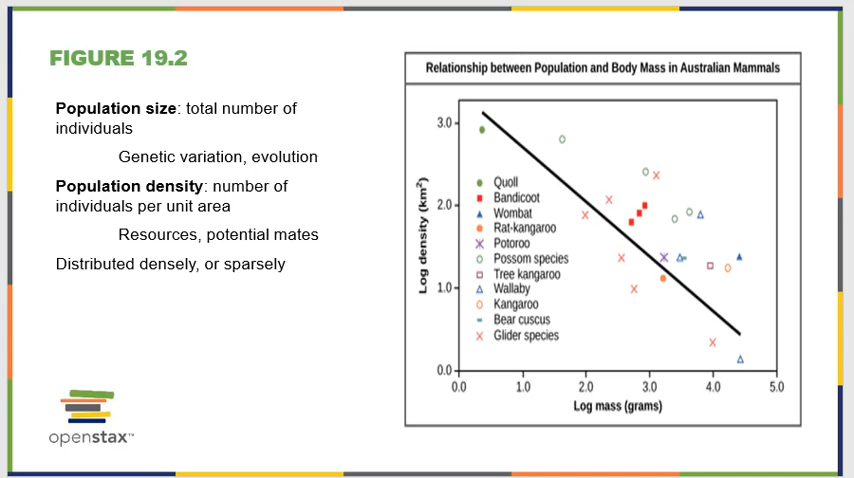 FIGURE 19.2
Population size: total number of
individuals
Genetic variation, evolution
Population density: number of
individuals per unit area
Resources, potential mates
Distributed densely, or sparsely
openstax™
Relationship between Population and Body Mass in Australian Mammals
Log density (km²)
3.0
2.0
1.0
0.0
Quoll
Bandicoot
Wombat
Rat-kangaroo
Potoroo
Possom species
Tree kangaroo
Wallaby
Kangaroo
Bear cuscus
Glider species
0.0 1.0 2.0 3.0 4.0 5.0
Log mass (grams)